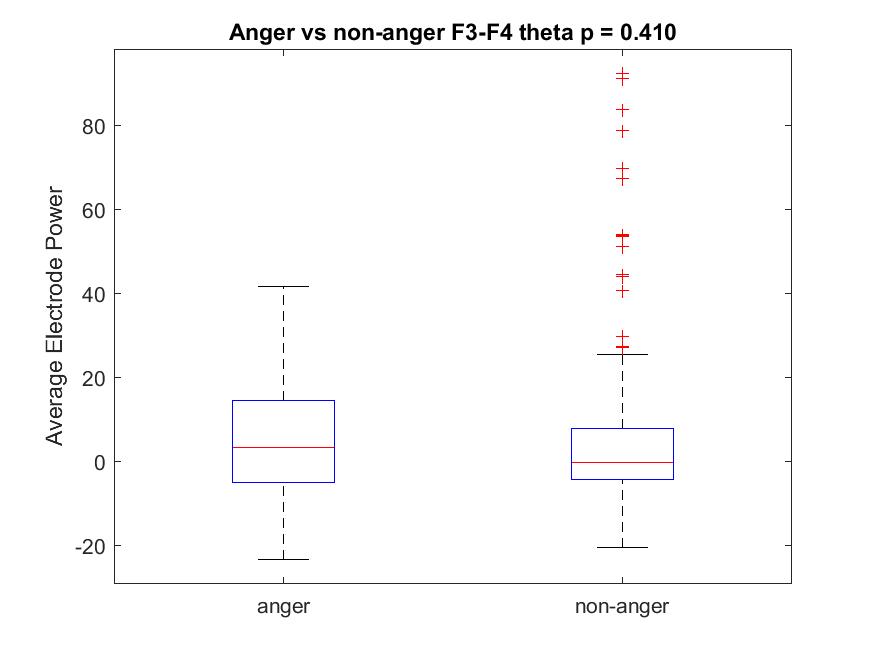 Anger vs non-anger F3-F4 theta p = 0.410
Average Electrode Power
80
60
40
20
0
-20
anger
non-anger